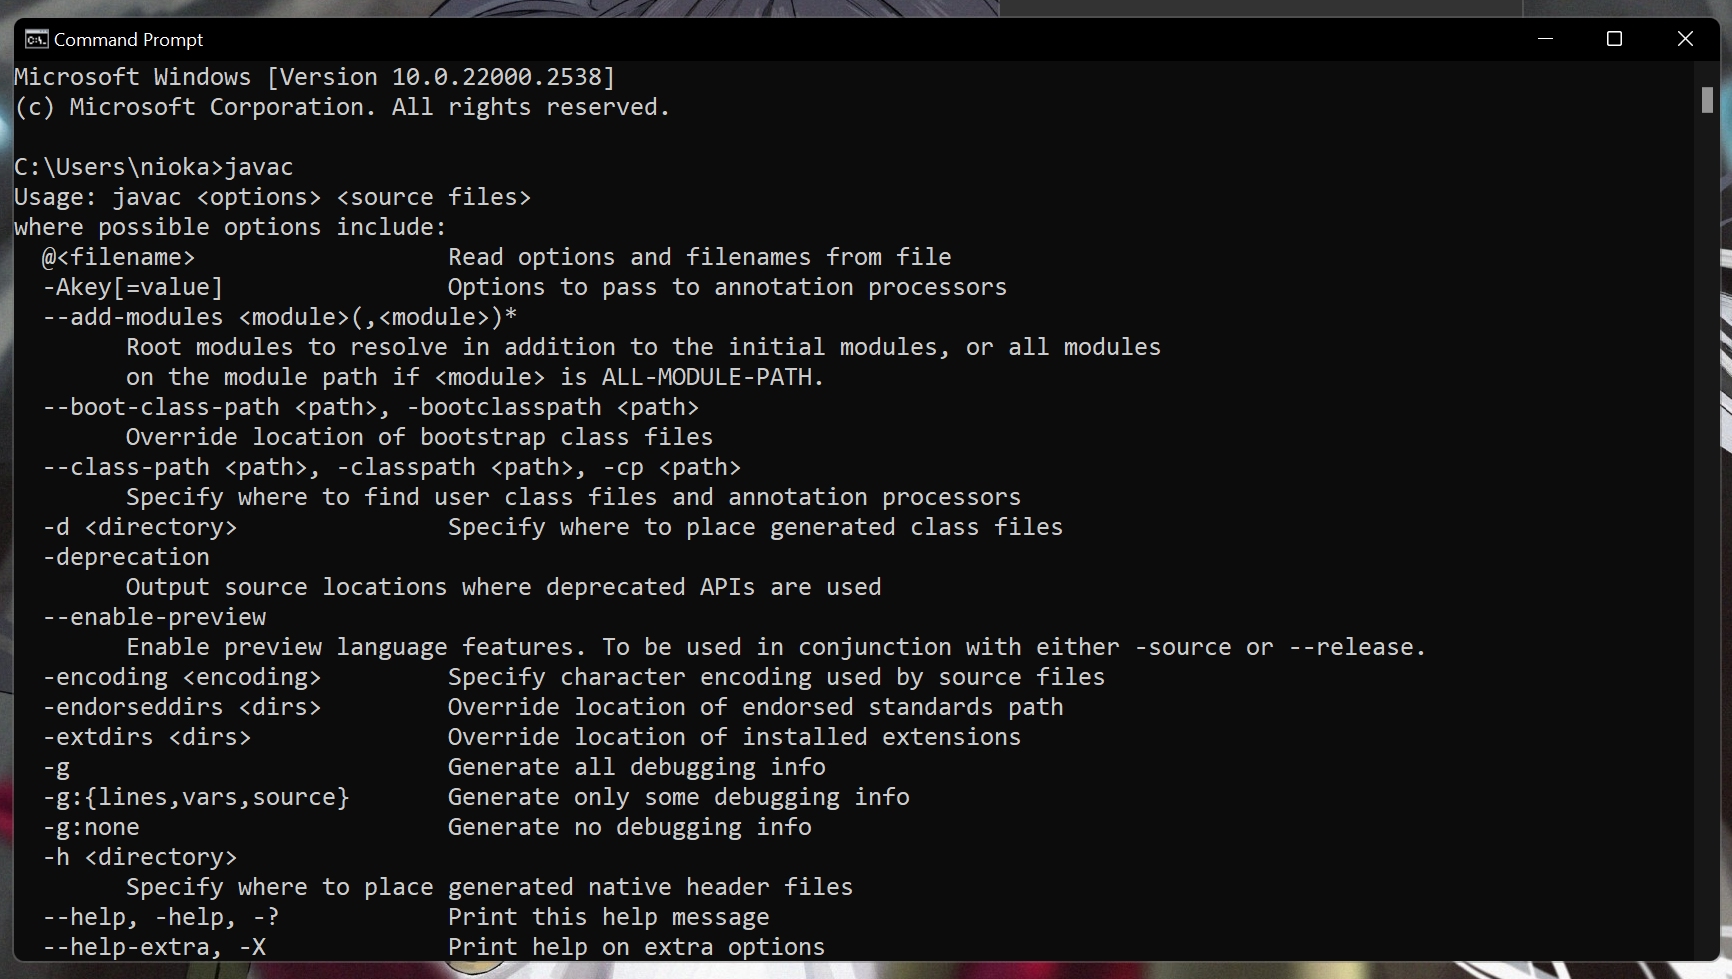 Command Prompt
Microsoft Windows [Version 10.0.22000.2538]
(c) Microsoft Corporation. All rights reserved.
C:\Users\nioka>javac
Usage: javac <options> <source files>
where possible options include:
  @<filename>                  Read options and filenames from file
  -Akey[=value]                Options to pass to annotation processors
  --add-modules <module>(,<module>)*
        Root modules to resolve in addition to the initial modules, or all modules
        on the module path if <module> is ALL-MODULE-PATH.
  --boot-class-path <path>, -bootclasspath <path>
        Override location of bootstrap class files
  --class-path <path>, -classpath <path>, -cp <path>
        Specify where to find user class files and annotation processors
  -d <directory>               Specify where to place generated class files
  -deprecation
        Output source locations where deprecated APIs are used
  --enable-preview
        Enable preview language features. To be used in conjunction with either -source or --release.
  -encoding <encoding>         Specify character encoding used by source files
  -endorseddirs <dirs>         Override location of endorsed standards path
  -extdirs <dirs>              Override location of installed extensions
  -g                           Generate all debugging info
  -g:{lines,vars,source}       Generate only some debugging info
  -g:none                      Generate no debugging info
  -h <directory>
        Specify where to place generated native header files
  --help, -help, -?            Print this help message
  --help-extra, -X             Print help on extra options